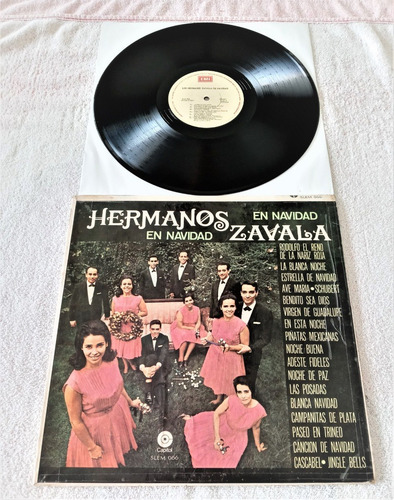 EMI
HERMANOS
EN NAVIDAD
EN NAVIDAD
ZAVALA
RODOLFO EL RENO
DE LA NARIZ ROJA
LA BLANCA NOCHE
ESTRELLA DE NAVIDAD
AVE MARIA•SCHUBERT
BENDITO SEA DIOS
VIRGEN DE GUADALUPE
EN ESTA NOCHE
PIÑATAS MEXICANAS
NOCHE BUENA
ADESTE FIDELES
NOCHE DE PAZ
LAS POSADAS
BLANCA NAVIDAD
CAMPANITAS DE PLATA
PASEO EN TRINEO
CANCION DE NAVIDAD
CASCABEL•JINGLE BELLS
Capitol
SLEM 066